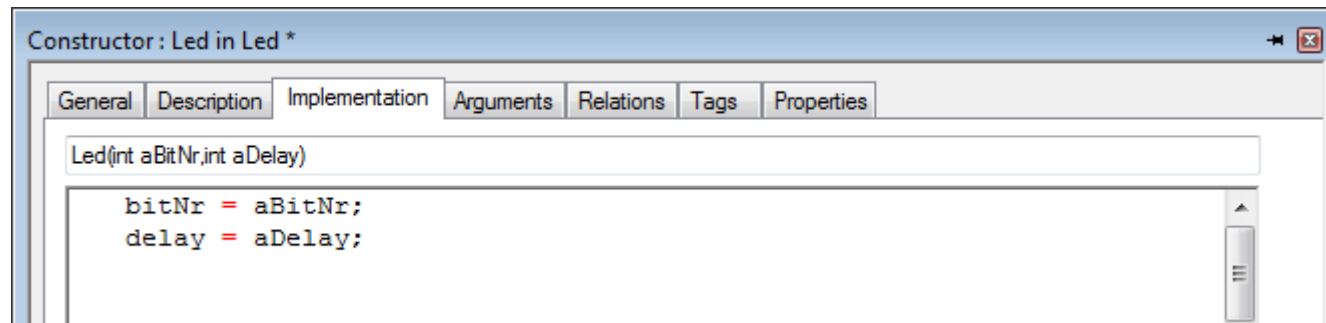 Constructor : Led in Led *
General Description Implementation Arguments Relations Tags Properties
Led(int aBitNr,int aDelay)
bitNr = aBitNr;
delay = aDelay;